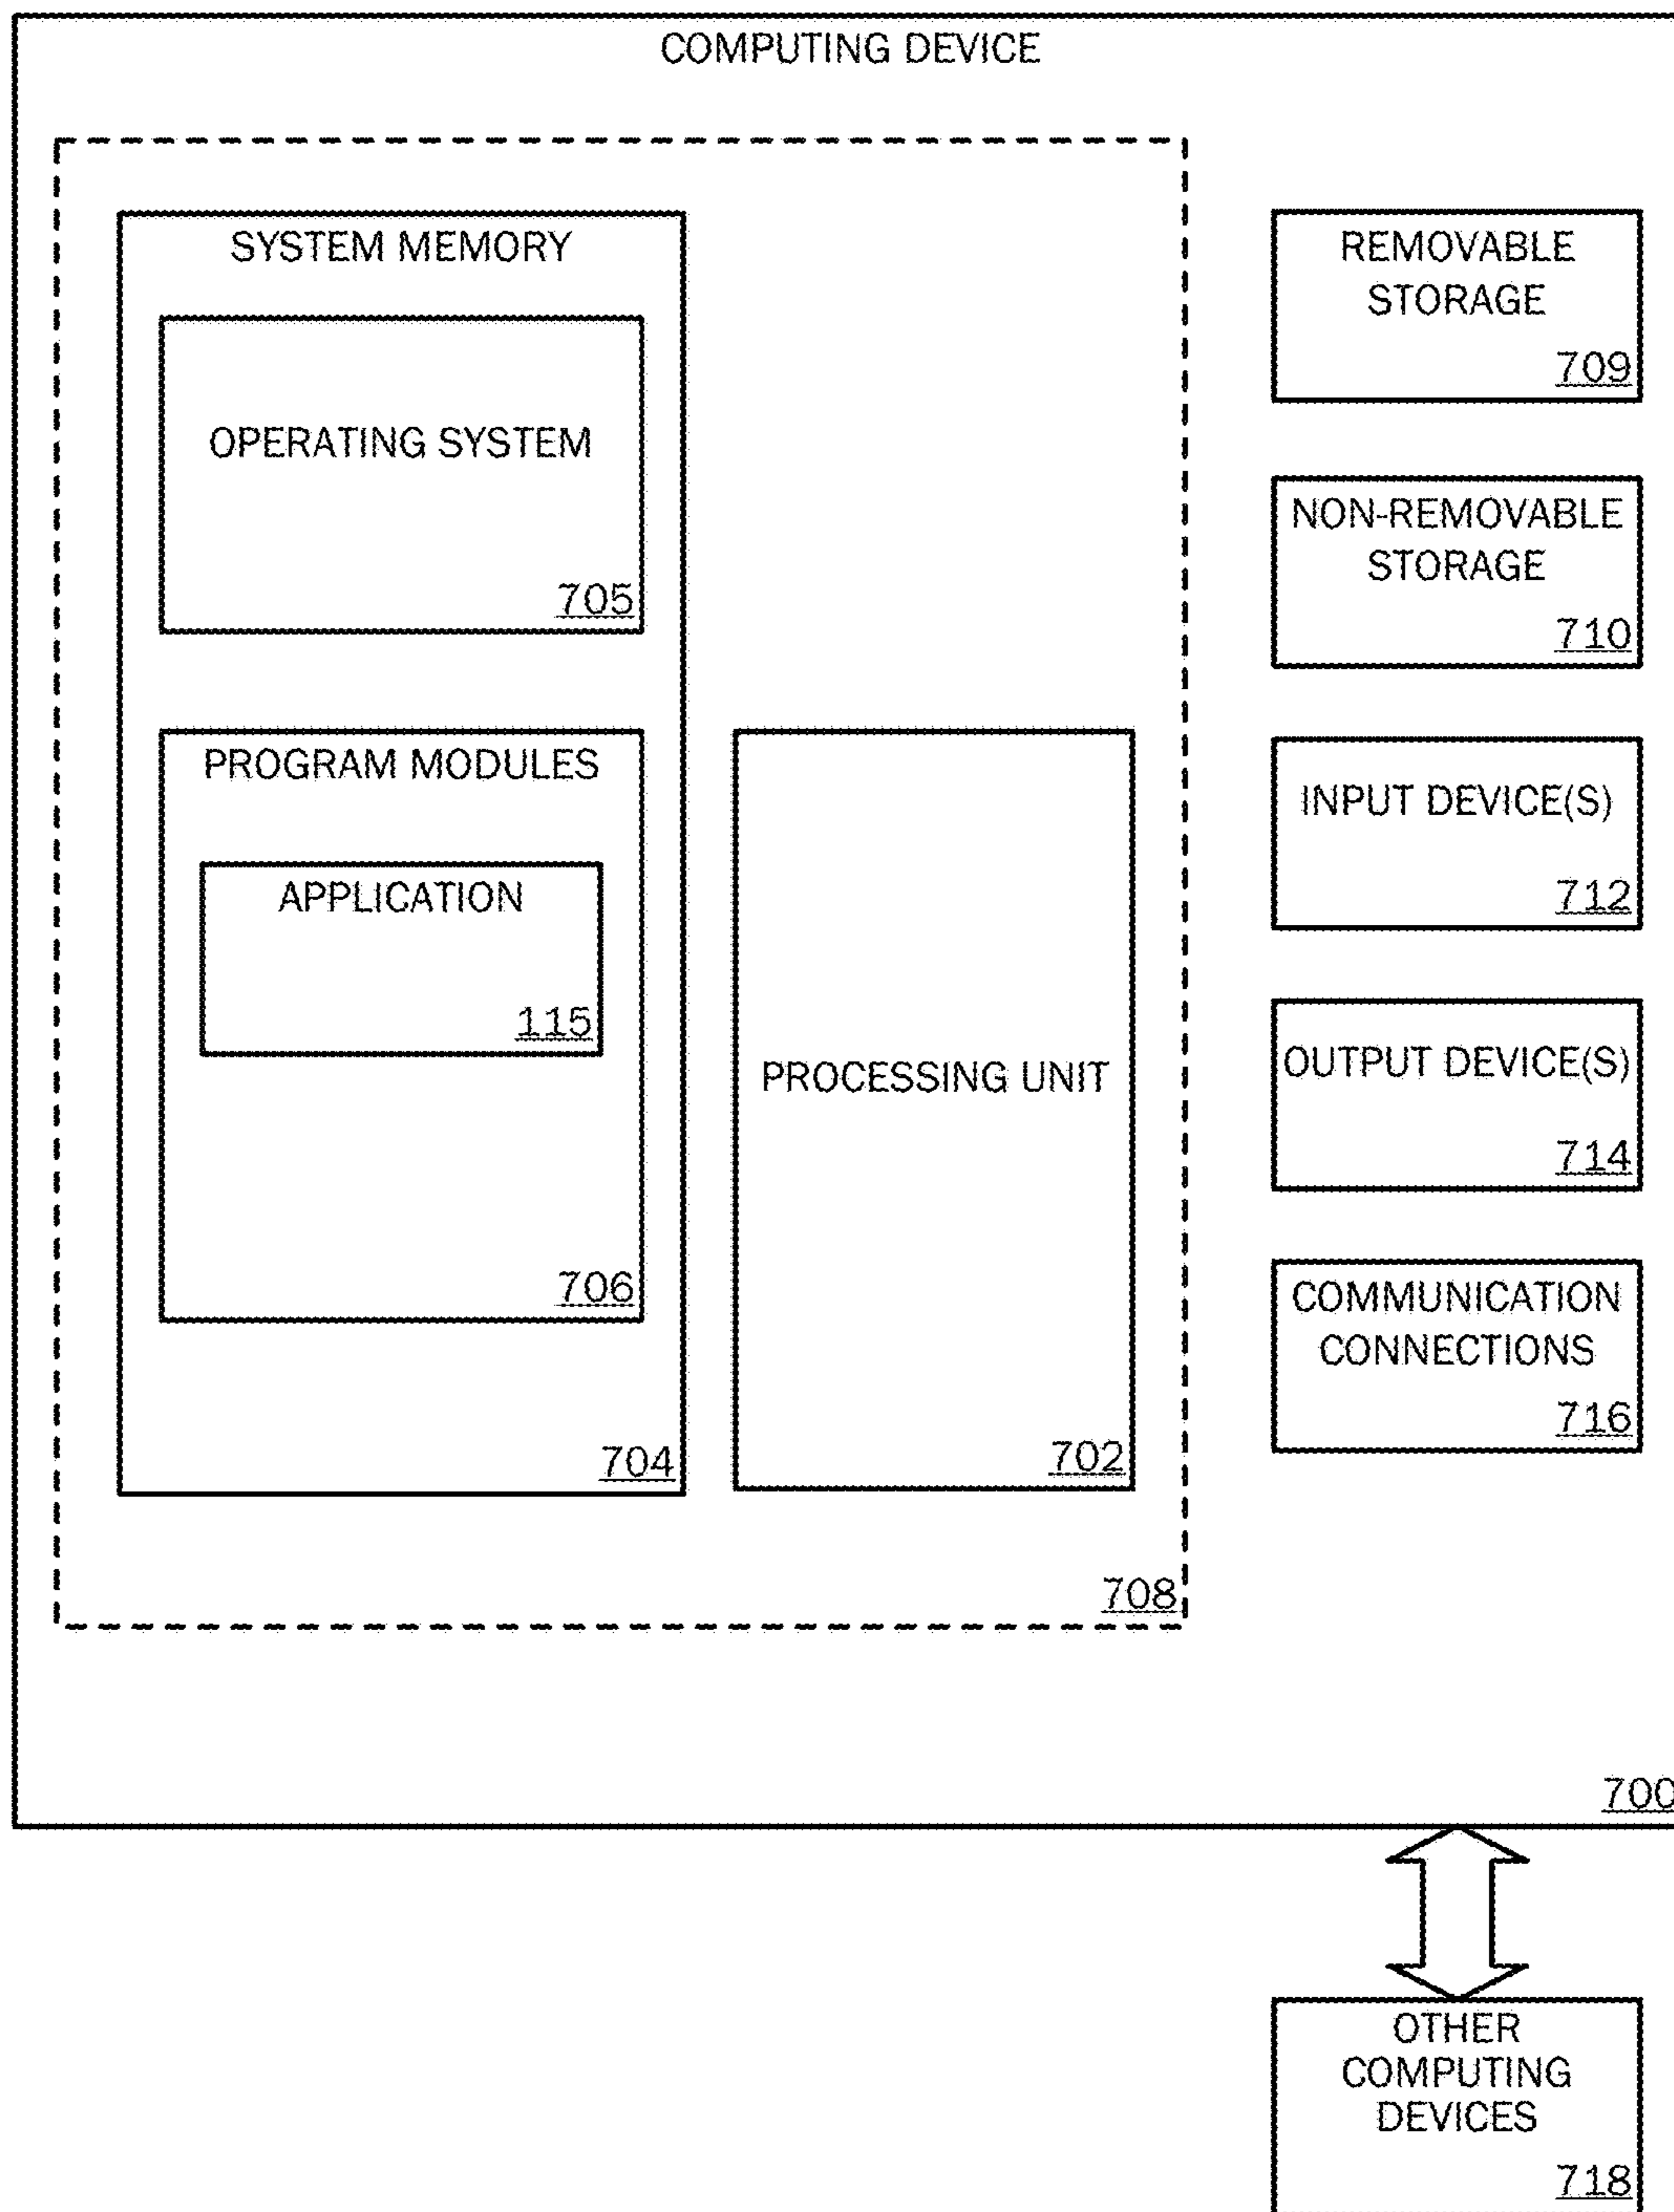 COMPUTING DEVICE
SYSTEM MEMORY
OPERATING SYSTEM
705
PROGRAM MODULES
APPLICATION
115
706
704
PROCESSING UNIT
702
708
REMOVABLE
STORAGE
709
NON-REMOVABLE
STORAGE
710
INPUT DEVICE(S)
712
OUTPUT DEVICE(S)
714
COMMUNICATION
CONNECTIONS
716
700
OTHER
COMPUTING
DEVICES
718